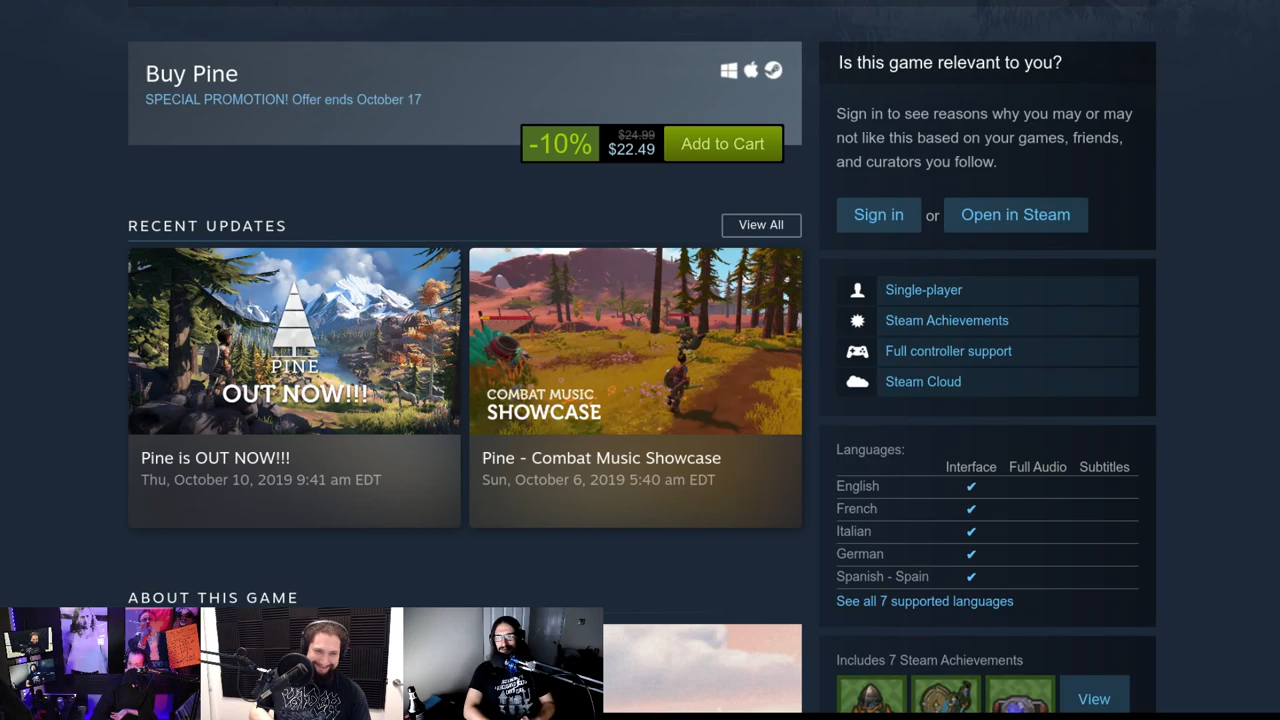 Buy Pine
SPECIAL PROMOTION! Offer ends October 17
-10%
$24.99
$22.49
Add to Cart
RECENT UPDATES
View All
PINE
OUT NOW!!!
Pine is OUT NOW!!!
Thu, October 10, 2019 9:41 am EDT
COMBAT MUSIC
SHOWCASE
Pine - Combat Music Showcase
Sun, October 6, 2019 5:40 am EDT
ABOUT THIS GAME
Is this game relevant to you?
Sign in to see reasons why you may or may
not like this based on your games, friends,
and curators you follow.
Sign in or Open in Steam
Single-player
Steam Achievements
Full controller support
Steam Cloud
Languages:
Interface Full Audio Subtitles
English ✔
French ✔
Italian ✔
German ✔
Spanish - Spain ✔
See all 7 supported languages
Includes 7 Steam Achievements
View